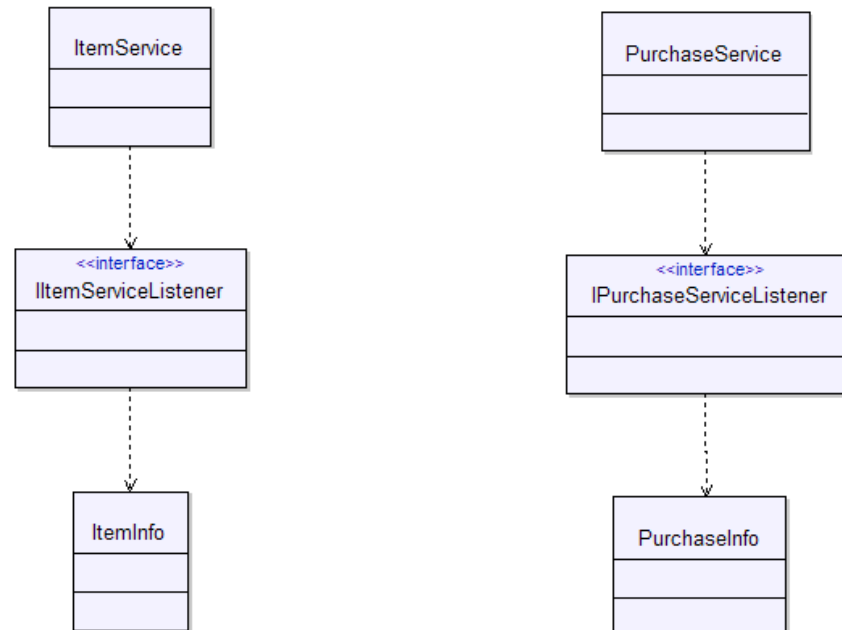 ItemService
PurchaseService
<<interface>>
IItemServiceListener
<<interface>>
IPurchaseServiceListener
ItemInfo
PurchaseInfo